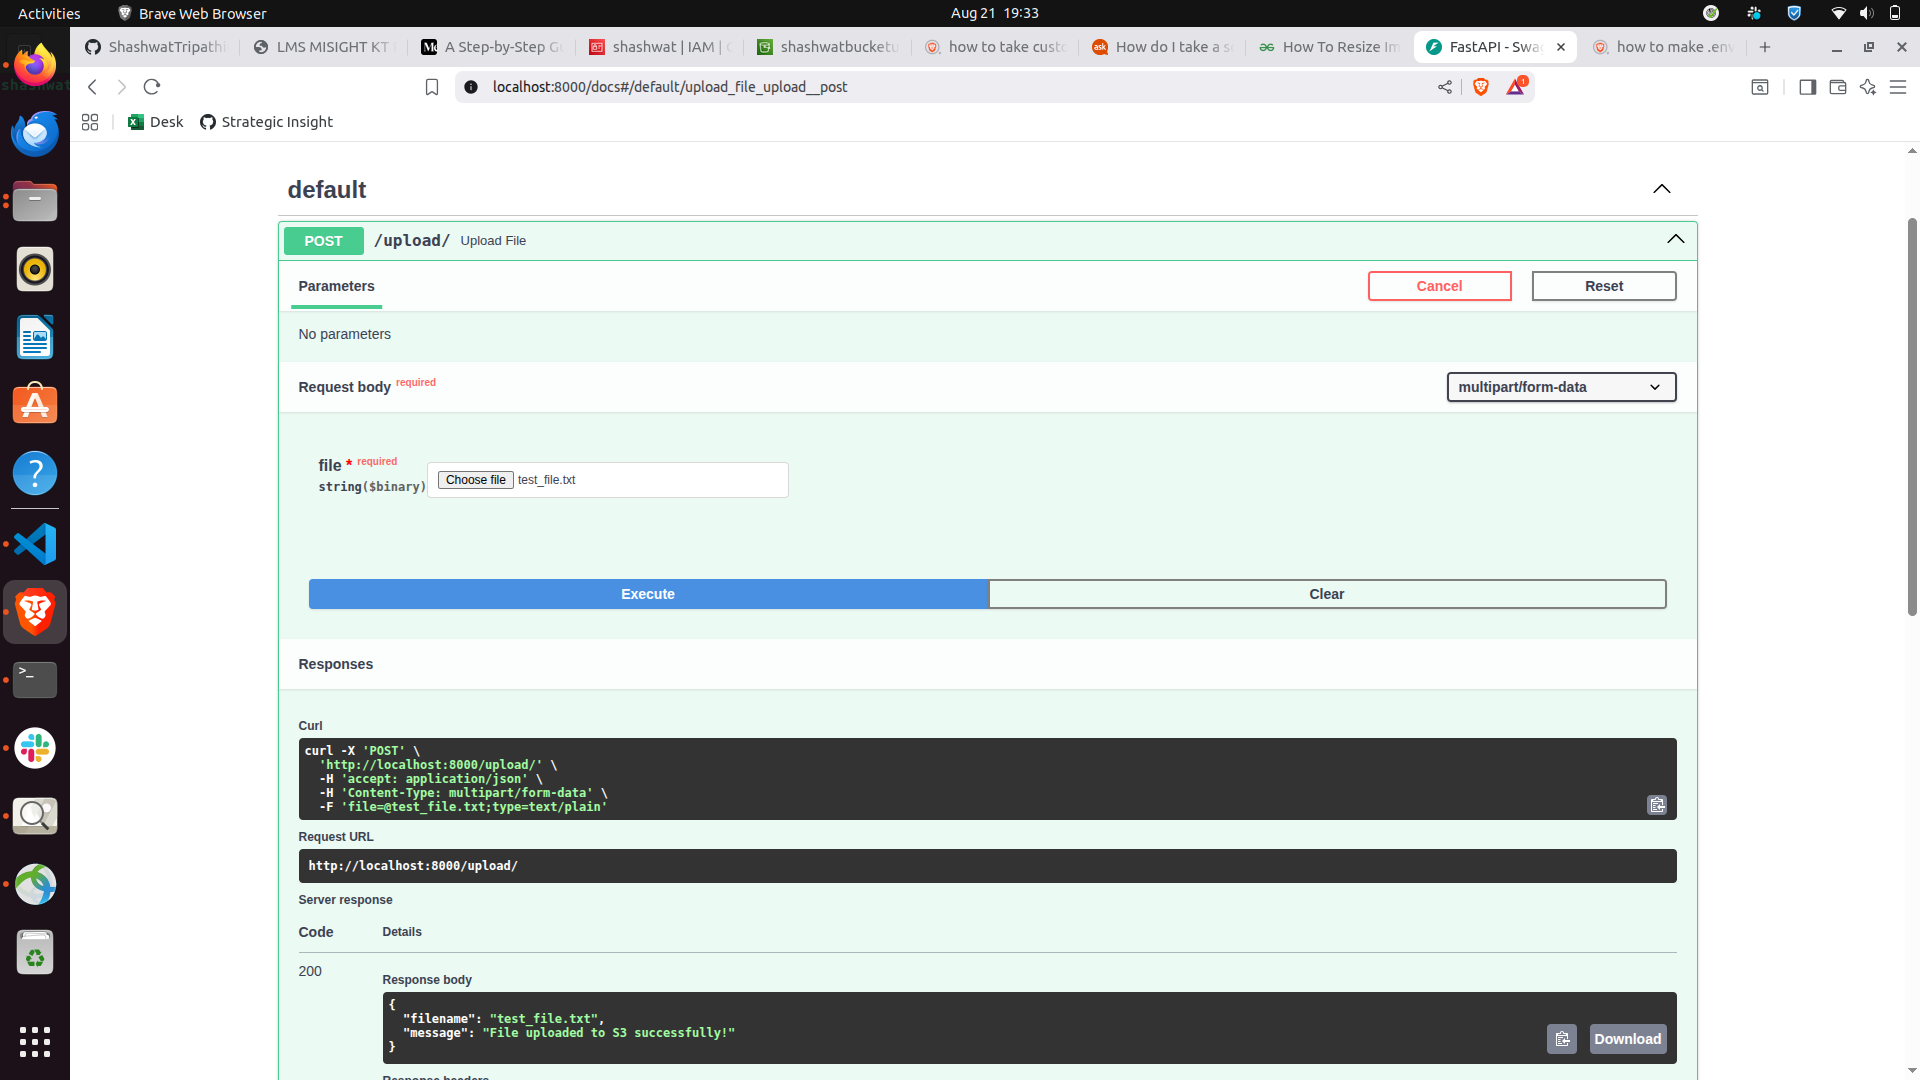 Activities
Brave Web Browser
Aug 21 19:33
ShashwatTripathi
LMS MISIGHT KT
A Step-by-Step Gu
shashwat | IAM |
shashwatbucketu
how to take custo
How do I take a s
How To Resize Im
FastAPI - Swa
how to make .env
localhost:8000/docs#/default/upload_file_upload__post
1
Desk
Strategic Insight
default
POST
/upload/
Upload File
Parameters
Cancel
Reset
No parameters
Request body required
multipart/form-data
file * required
string($binary)
Choose file test_file.txt
Execute
Clear
Responses
Curl
curl -X 'POST' \
'http://localhost:8000/upload/' \
-H 'accept: application/json' \
-H 'Content-Type: multipart/form-data' \
-F 'file=@test_file.txt;type=text/plain'
Request URL
http://localhost:8000/upload/
Server response
Code
Details
200
Response body
{
"filename": "test_file.txt",
"message": "File uploaded to S3 successfully!"
}
Download
Response headers